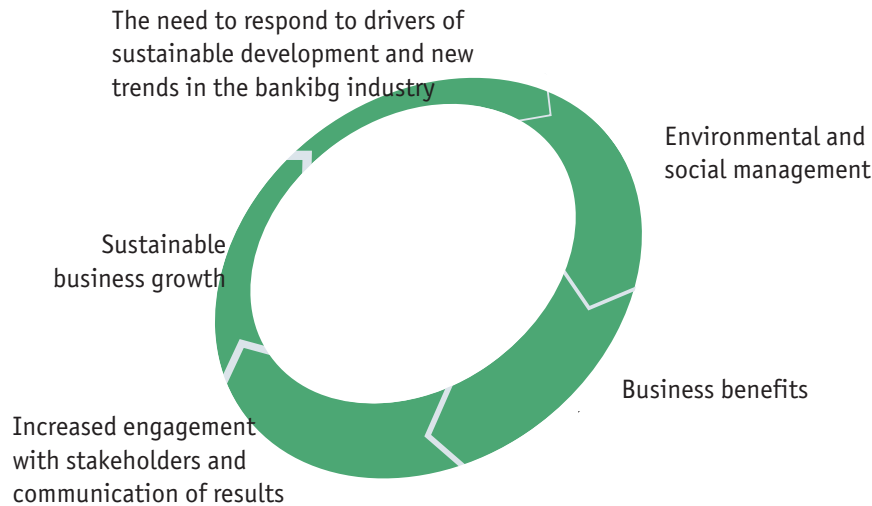 The need to respond to drivers of
sustainable development and new
trends in the bankibg industry
Environmental and
social management
Sustainable
business growth
Business benefits
Increased engagement
with stakeholders and
communication of results